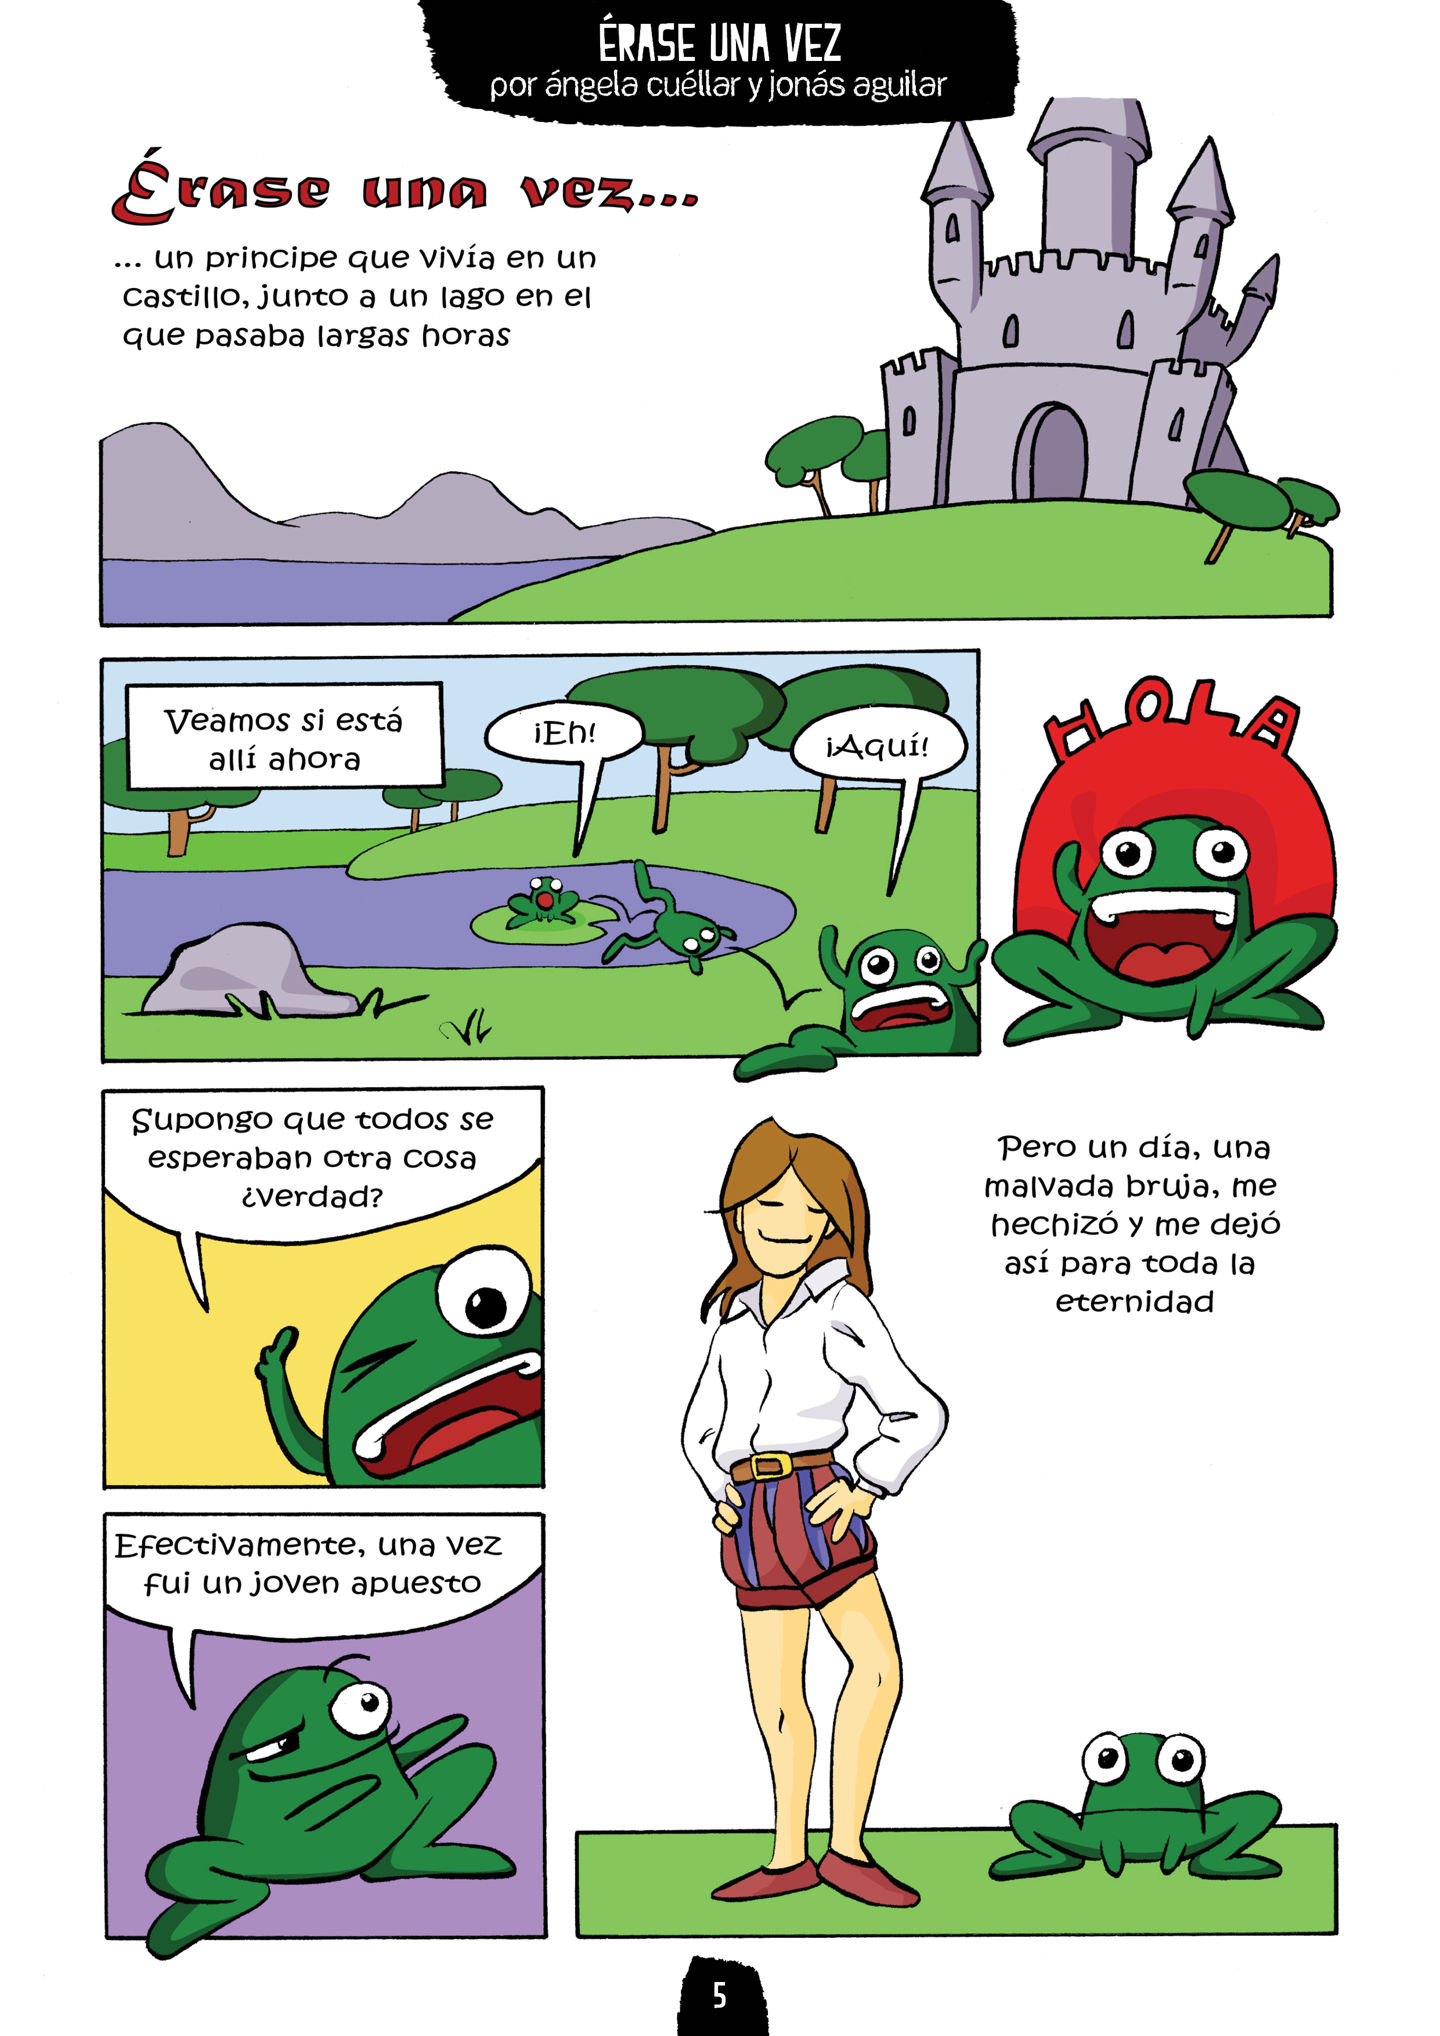 ÉRASE UNA VEZ
por ángela cuéllar y jonás aguilar
Érase una vez...
... un principe que vivía en un
castillo, junto a un lago en el
que pasaba largas horas
Veamos si está
allí ahora
¡Eh!
¡Aquí!
HOLA
Supongo que todos se
esperaban otra cosa
¿verdad?
Efectivamente, una vez
fui un joven apuesto
Pero un día, una
malvada bruja, me
hechizó y me dejó
así para toda la
eternidad
5